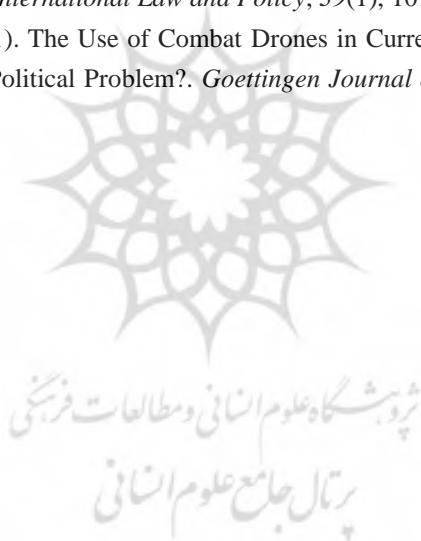 International Law and Policy, 39(1), 10
). The Use of Combat Drones in Curre
Political Problem?. Goettingen Journal
پژوهشگاه علوم انسانی و مطالعات فرهنگی
پرتال جامع علوم انسانی